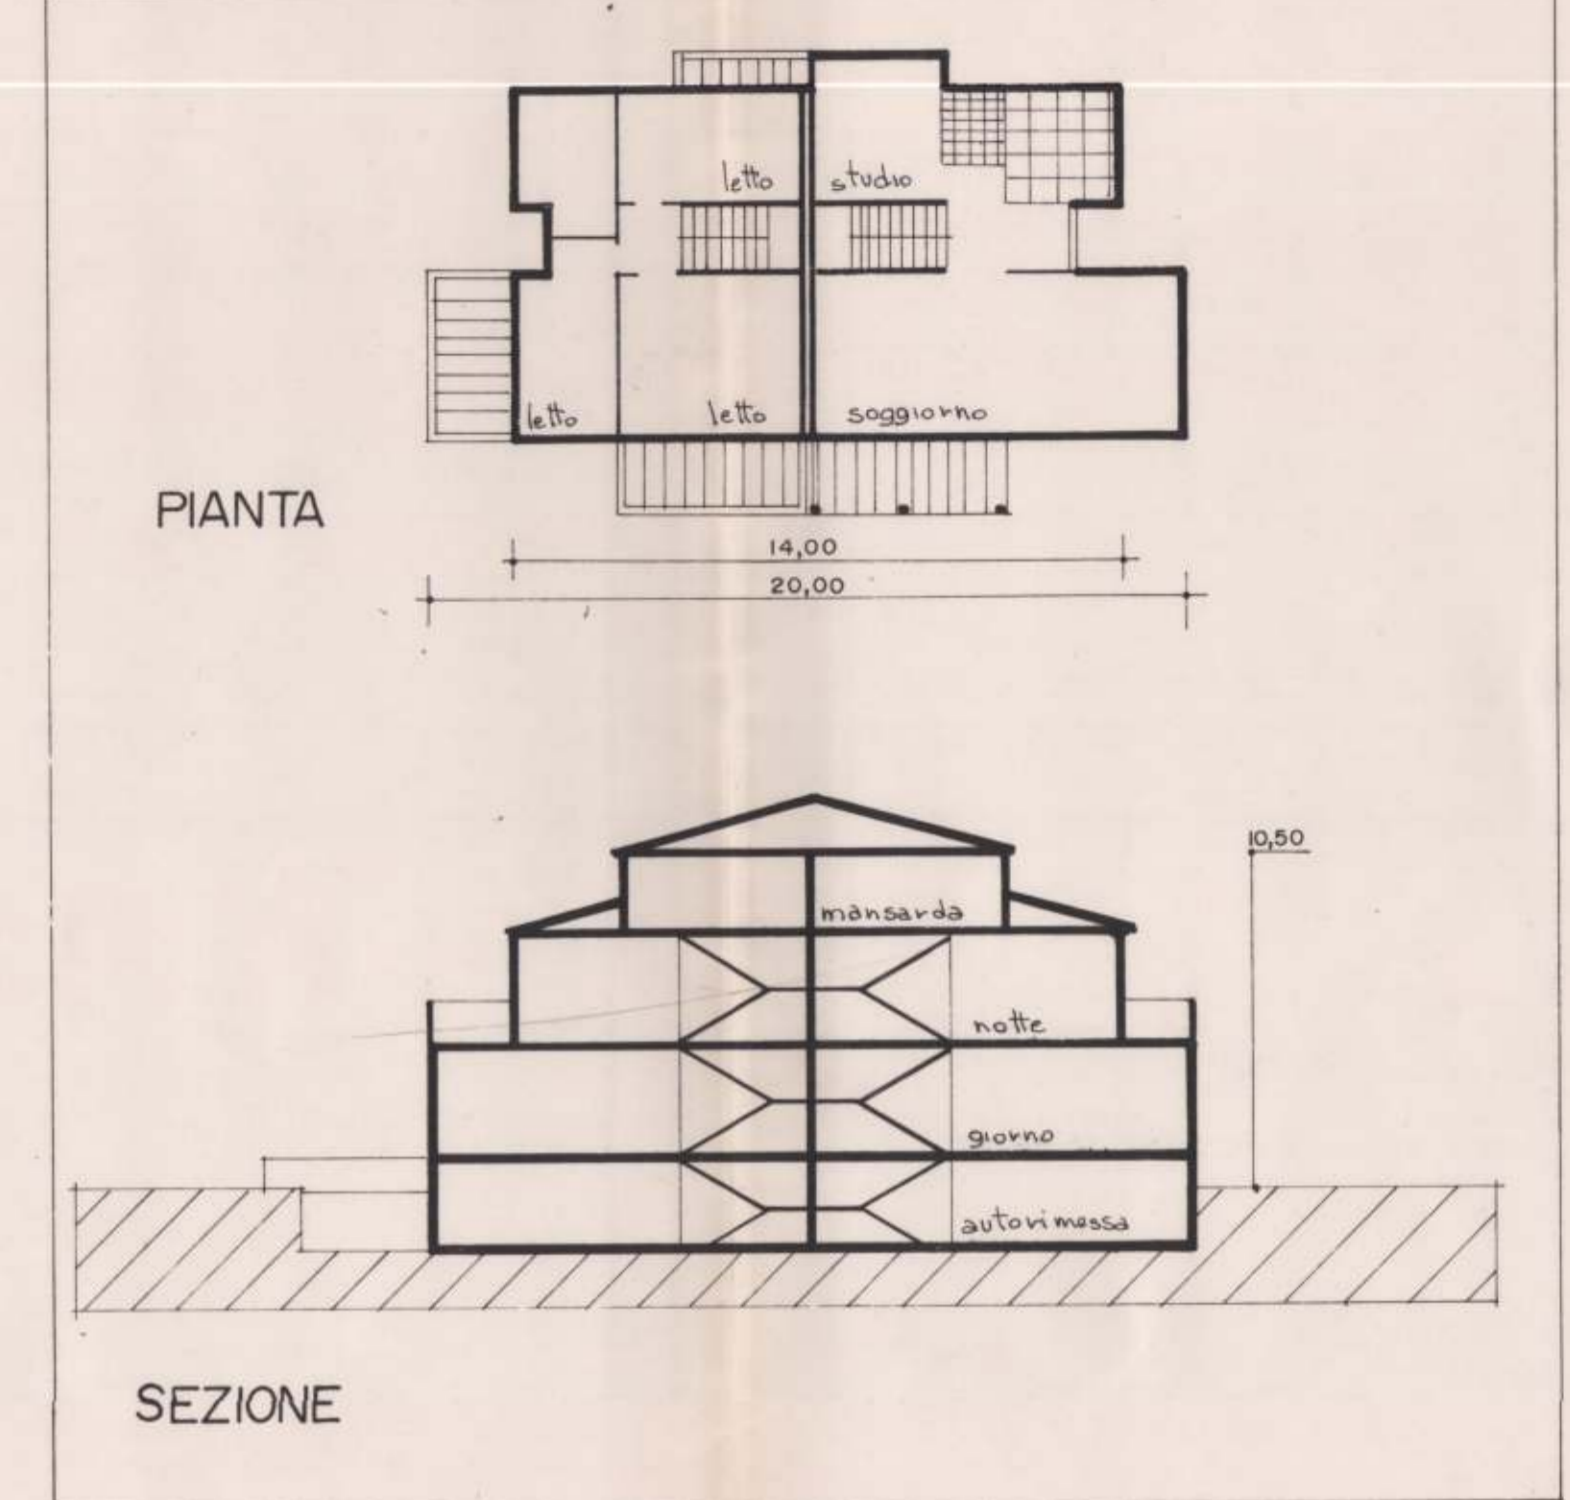 letto studio
letto letto soggiorno
PIANTA
14,00
20,00
10,50
mansarda
notte
giorno
autorimessa
SEZIONE